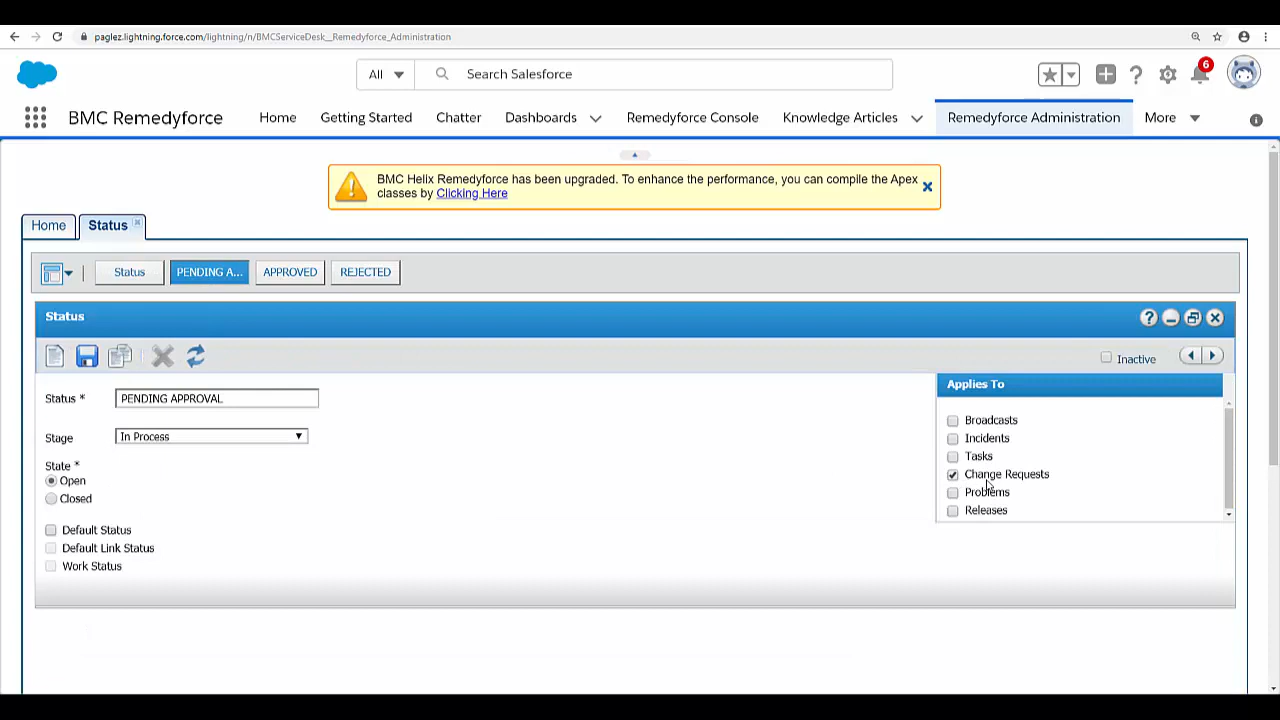 paglez.lightning.force.com/lightning/n/BMCServiceDesk__Remedyforce_Administration
All
Search Salesforce
6
BMC Remedyforce
Home
Getting Started
Chatter
Dashboards
Remedyforce Console
Knowledge Articles
Remedyforce Administration
More
BMC Helix Remedyforce has been upgraded. To enhance the performance, you can compile the Apex
classes by Clicking Here
Home
Status
Status
PENDING A...
APPROVED
REJECTED
Status
Inactive
Status *
PENDING APPROVAL
Stage
In Process
State *
Open
Closed
Default Status
Default Link Status
Work Status
Applies To
Broadcasts
Incidents
Tasks
Change Requests
Problems
Releases